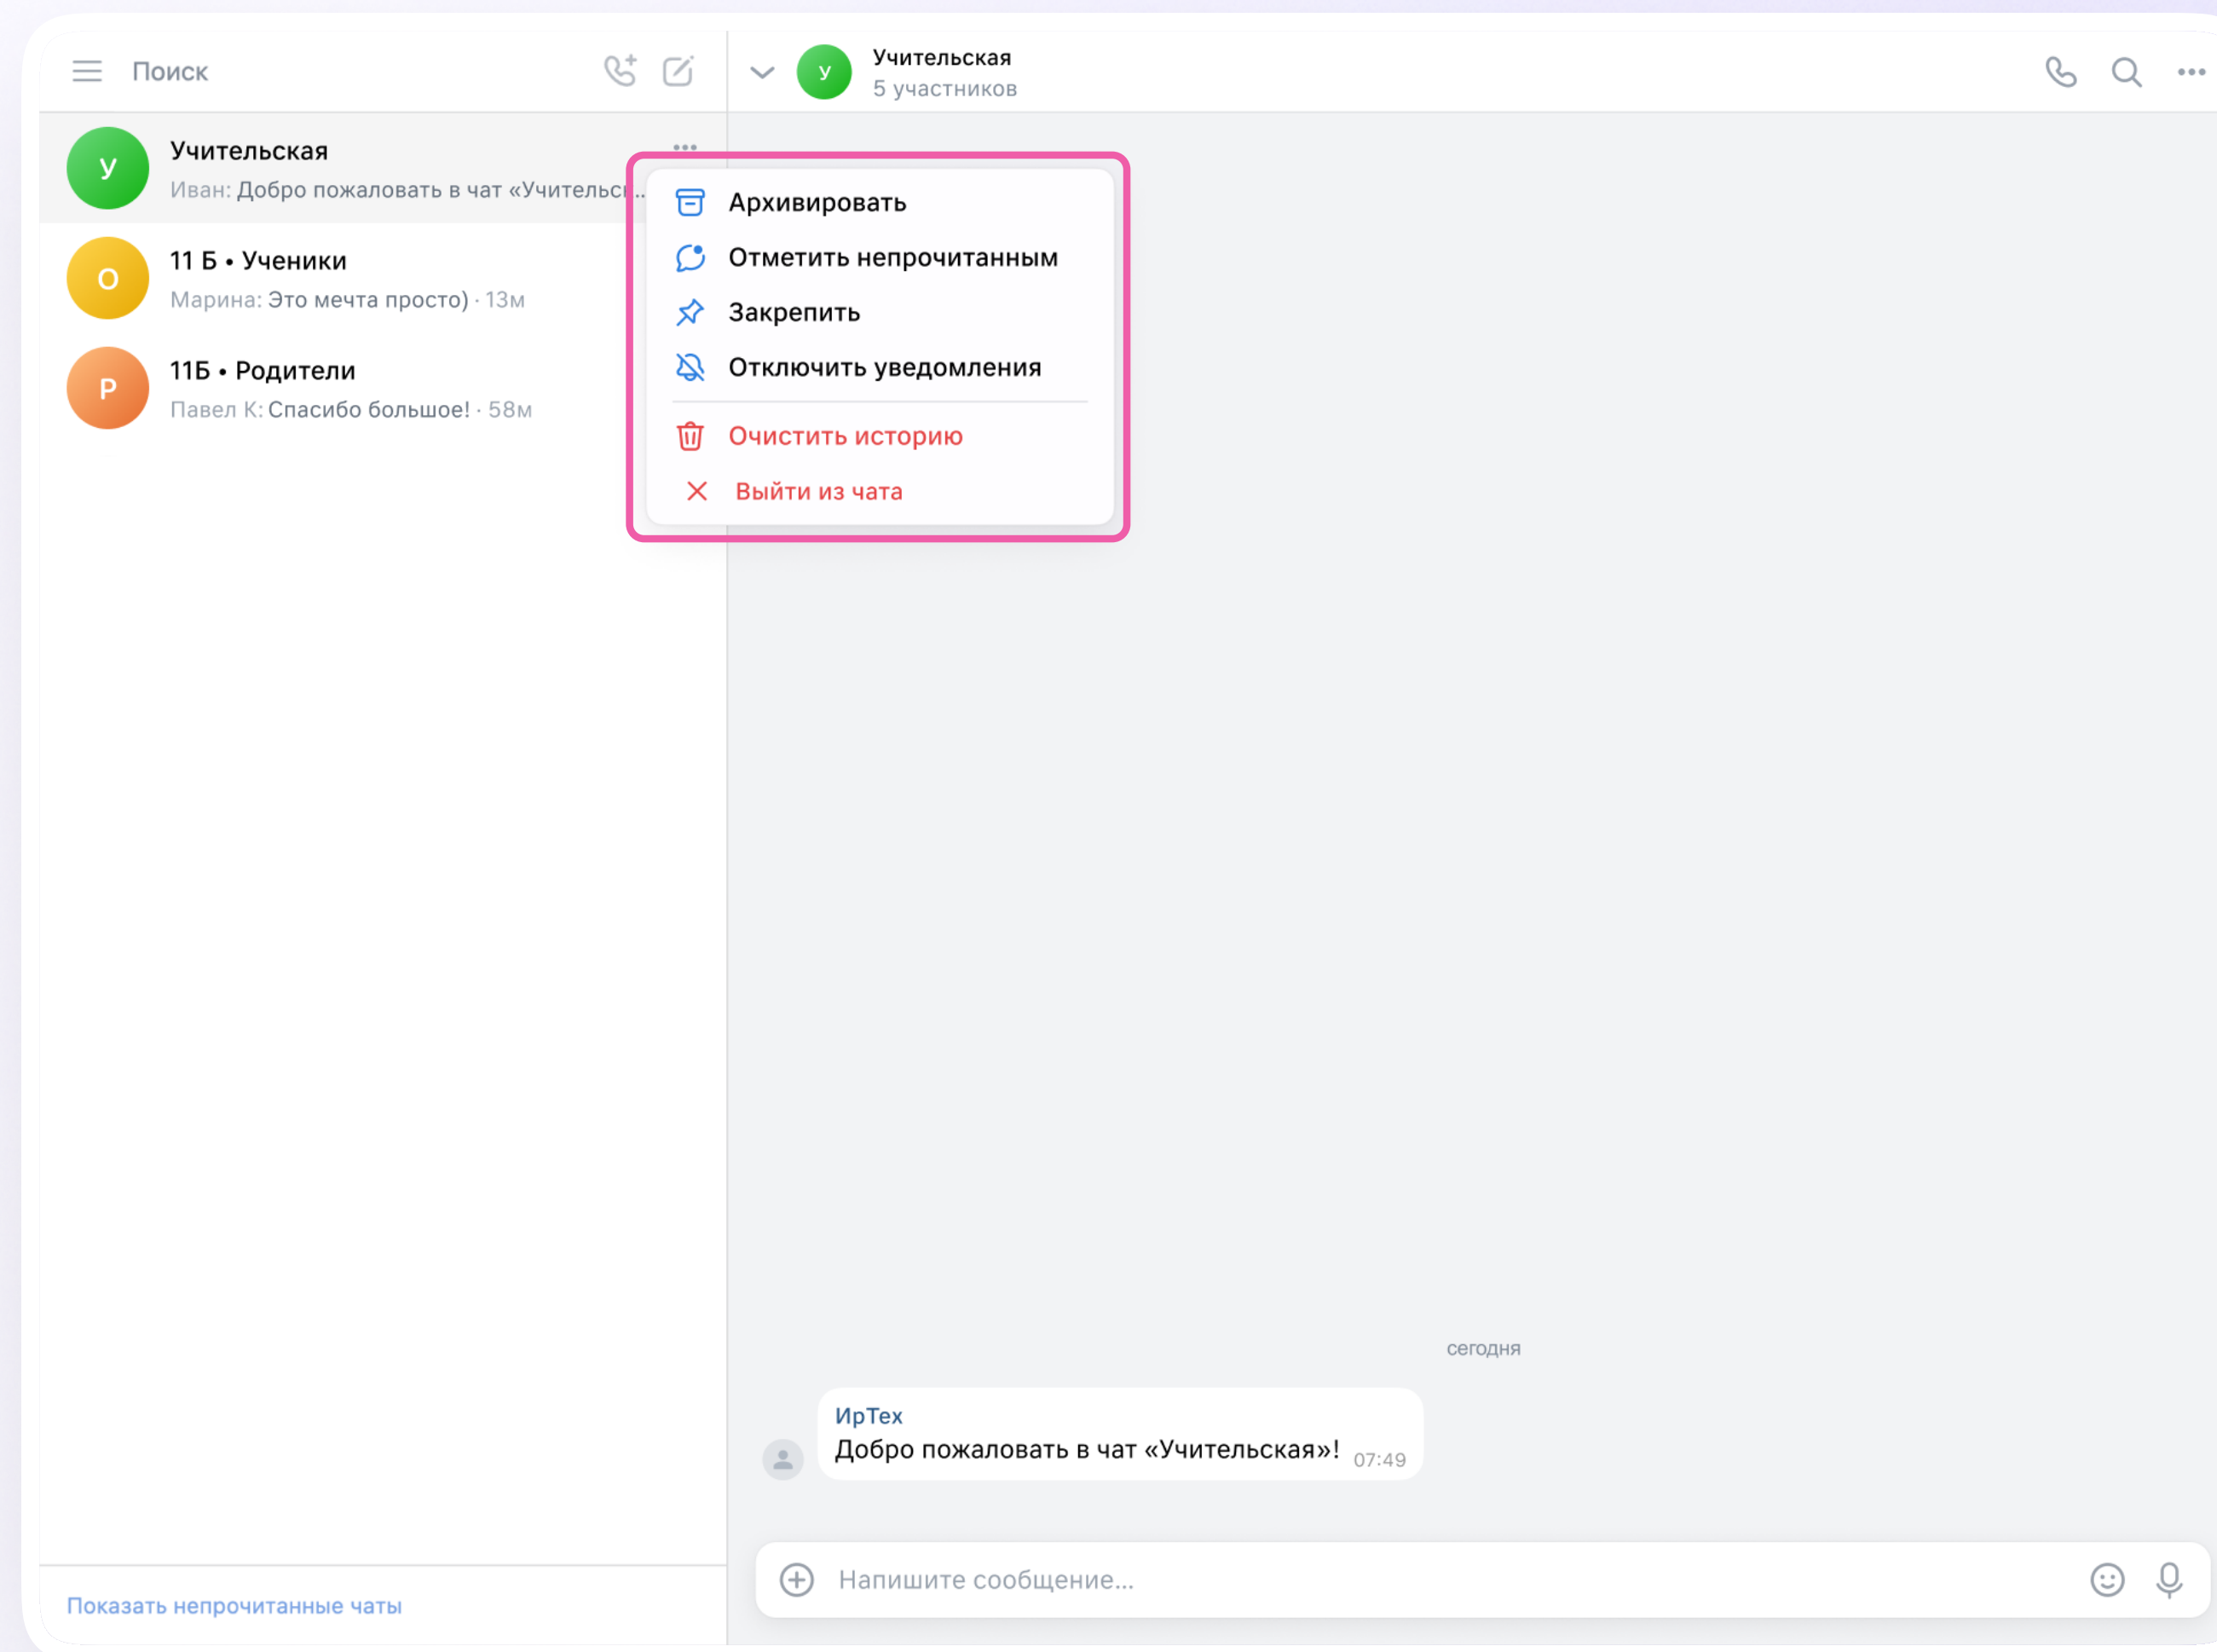 Поиск
У
Учительская
5 участников
У
Учительская
Иван: Добро пожаловать в чат «Учительск...
О
11 Б • Ученики
Марина: Это мечта просто) · 13м
Р
11Б • Родители
Павел К: Спасибо большое! · 58м
Архивировать
Отметить непрочитанным
Закрепить
Отключить уведомления
Очистить историю
Выйти из чата
сегодня
ИрТех
Добро пожаловать в чат «Учительская»! 07:49
Напишите сообщение...
Показать непрочитанные чаты